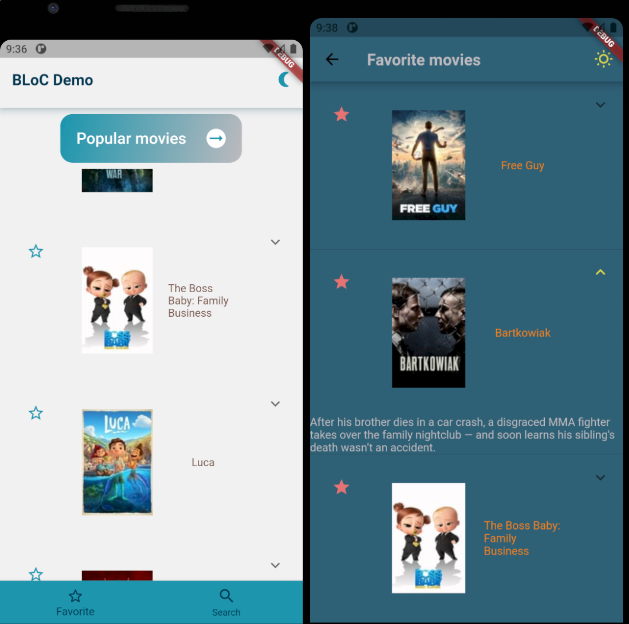 9:36
DEBUG
BLoC Demo
Popular movies
WAR
The Boss
Baby: Family
Business
LUCA
Luca
Favorite
Search
9:38
DEBUG
Favorite movies
FREE GUY
Free Guy
BARTKOWIAK
Bartkowiak
After his brother dies in a car crash, a disgraced MMA fighter
takes over the family nightclub — and soon learns his sibling's
death wasn't an accident.
The Boss Baby:
Family
Business